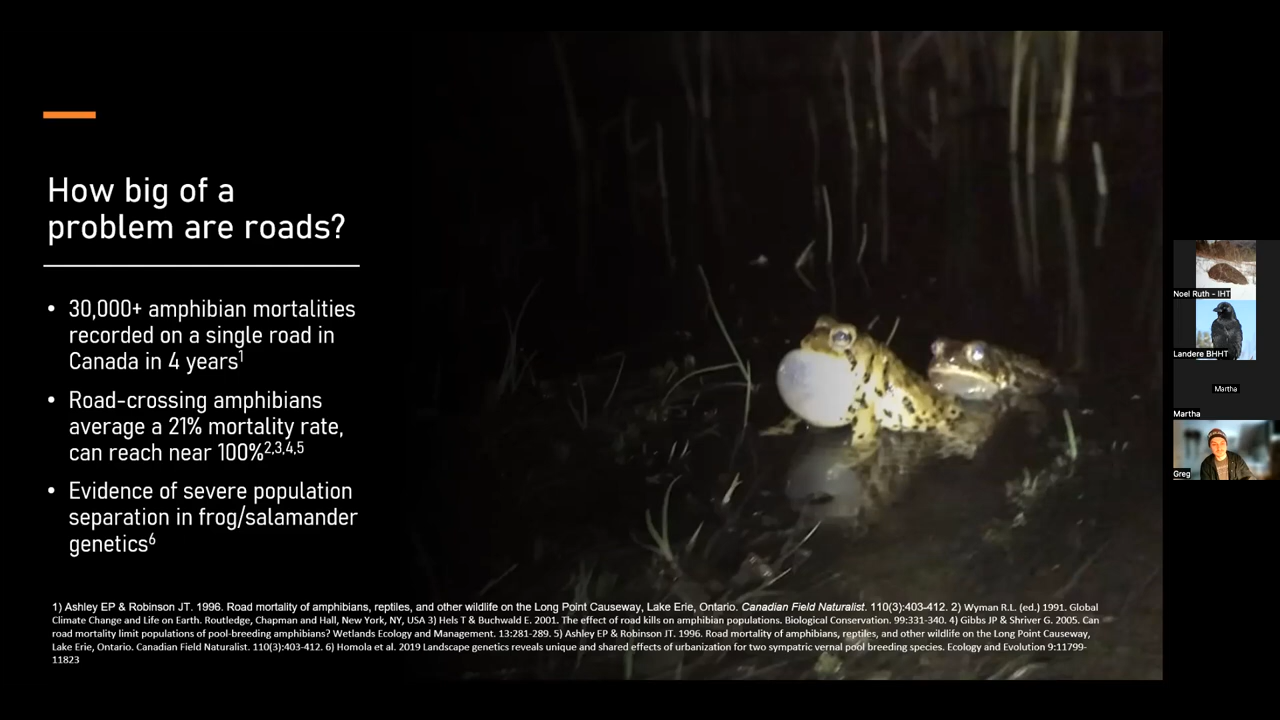 How big of a
problem are roads?
• 30,000+ amphibian mortalities
recorded on a single road in
Canada in 4 years1
• Road-crossing amphibians
average a 21% mortality rate,
can reach near 100%2,3,4,5
• Evidence of severe population
separation in frog/salamander
genetics6
1) Ashley EP & Robinson JT. 1996. Road mortality of amphibians, reptiles, and other wildlife on the Long Point Causeway, Lake Erie, Ontario. Canadian Field Naturalist. 110(3):403-412. 2) Wyman R.L. (ed.) 1991. Global
Climate Change and Life on Earth. Routledge, Chapman and Hall, New York, NY, USA 3) Hels T & Buchwald E. 2001. The effect of road kills on amphibian populations. Biological Conservation. 99:331-340. 4) Gibbs JP & Shriver G. 2005. Can
road mortality limit populations of pool-breeding amphibians? Wetlands Ecology and Management. 13:281-289. 5) Ashley EP & Robinson JT. 1996. Road mortality of amphibians, reptiles, and other wildlife on the Long Point Causeway,
Lake Erie, Ontario. Canadian Field Naturalist. 110(3):403-412. 6) Homola et al. 2019 Landscape genetics reveals unique and shared effects of urbanization for two sympatric vernal pool breeding species. Ecology and Evolution 9:11799-
11823
Noel Ruth - IHT
Landere BHHT
Martha
Martha
Greg